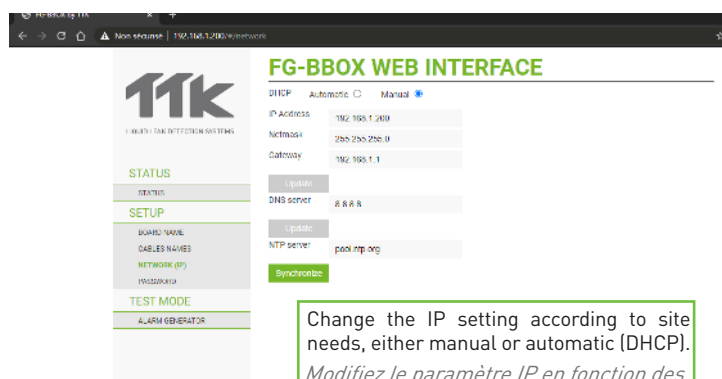 FG-BBOX by TTK
Non sécurisé | 192.168.1.200/#/network
TTK
LIQUID LEAK DETECTION SYSTEMS
FG-BBOX WEB INTERFACE
DHCP Automatic Manual
IP Address 192.168.1.200
Netmask 255.255.255.0
Gateway 192.168.1.1
Update
DNS server 8.8.8.8
Update
NTP server pool.ntp.org
Synchronize
STATUS
STATUS
SETUP
BOARD NAME
CABLES NAMES
NETWORK (IP)
PASSWORD
TEST MODE
ALARM GENERATOR
Change the IP setting according to site
needs, either manual or automatic (DHCP).
Modifiez le paramètre IP en fonction des